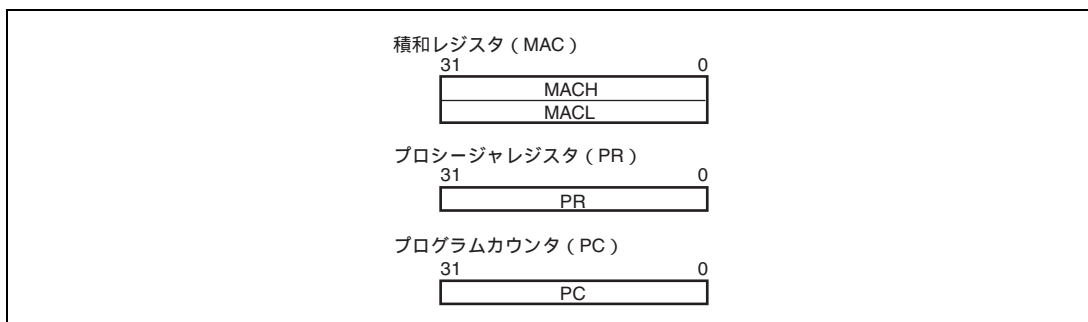 積和レジスタ（MAC）
31 0
MACH
MACL
プロシージャレジスタ（PR）
31 0
PR
プログラムカウンタ（PC）
31 0
PC